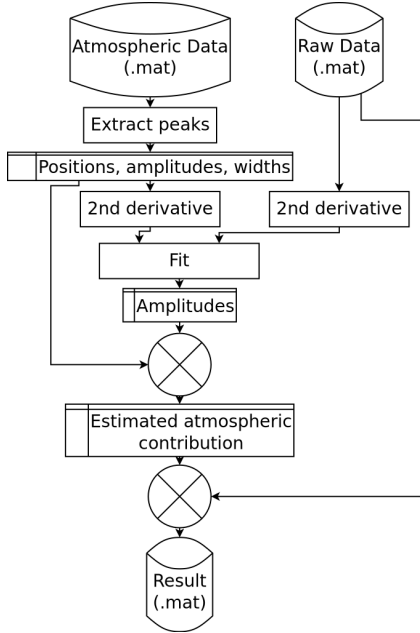 Atmospheric Data
(.mat)
Raw Data
(.mat)
Extract peaks
Positions, amplitudes, widths
2nd derivative
2nd derivative
Fit
Amplitudes
Estimated atmospheric
contribution
Result
(.mat)